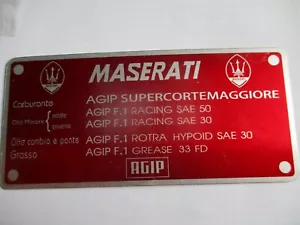 MASERATI
Carburante AGIP SUPERCORTEMAGGIORE
Olio Motore estate AGIP F.1 RACING SAE 50
inverno AGIP F.1 RACING SAE 30
Olio cambio e ponte AGIP F.1 ROTRA HYPOID SAE 30
Grasso AGIP F.1 GREASE 33 FD
AGIP